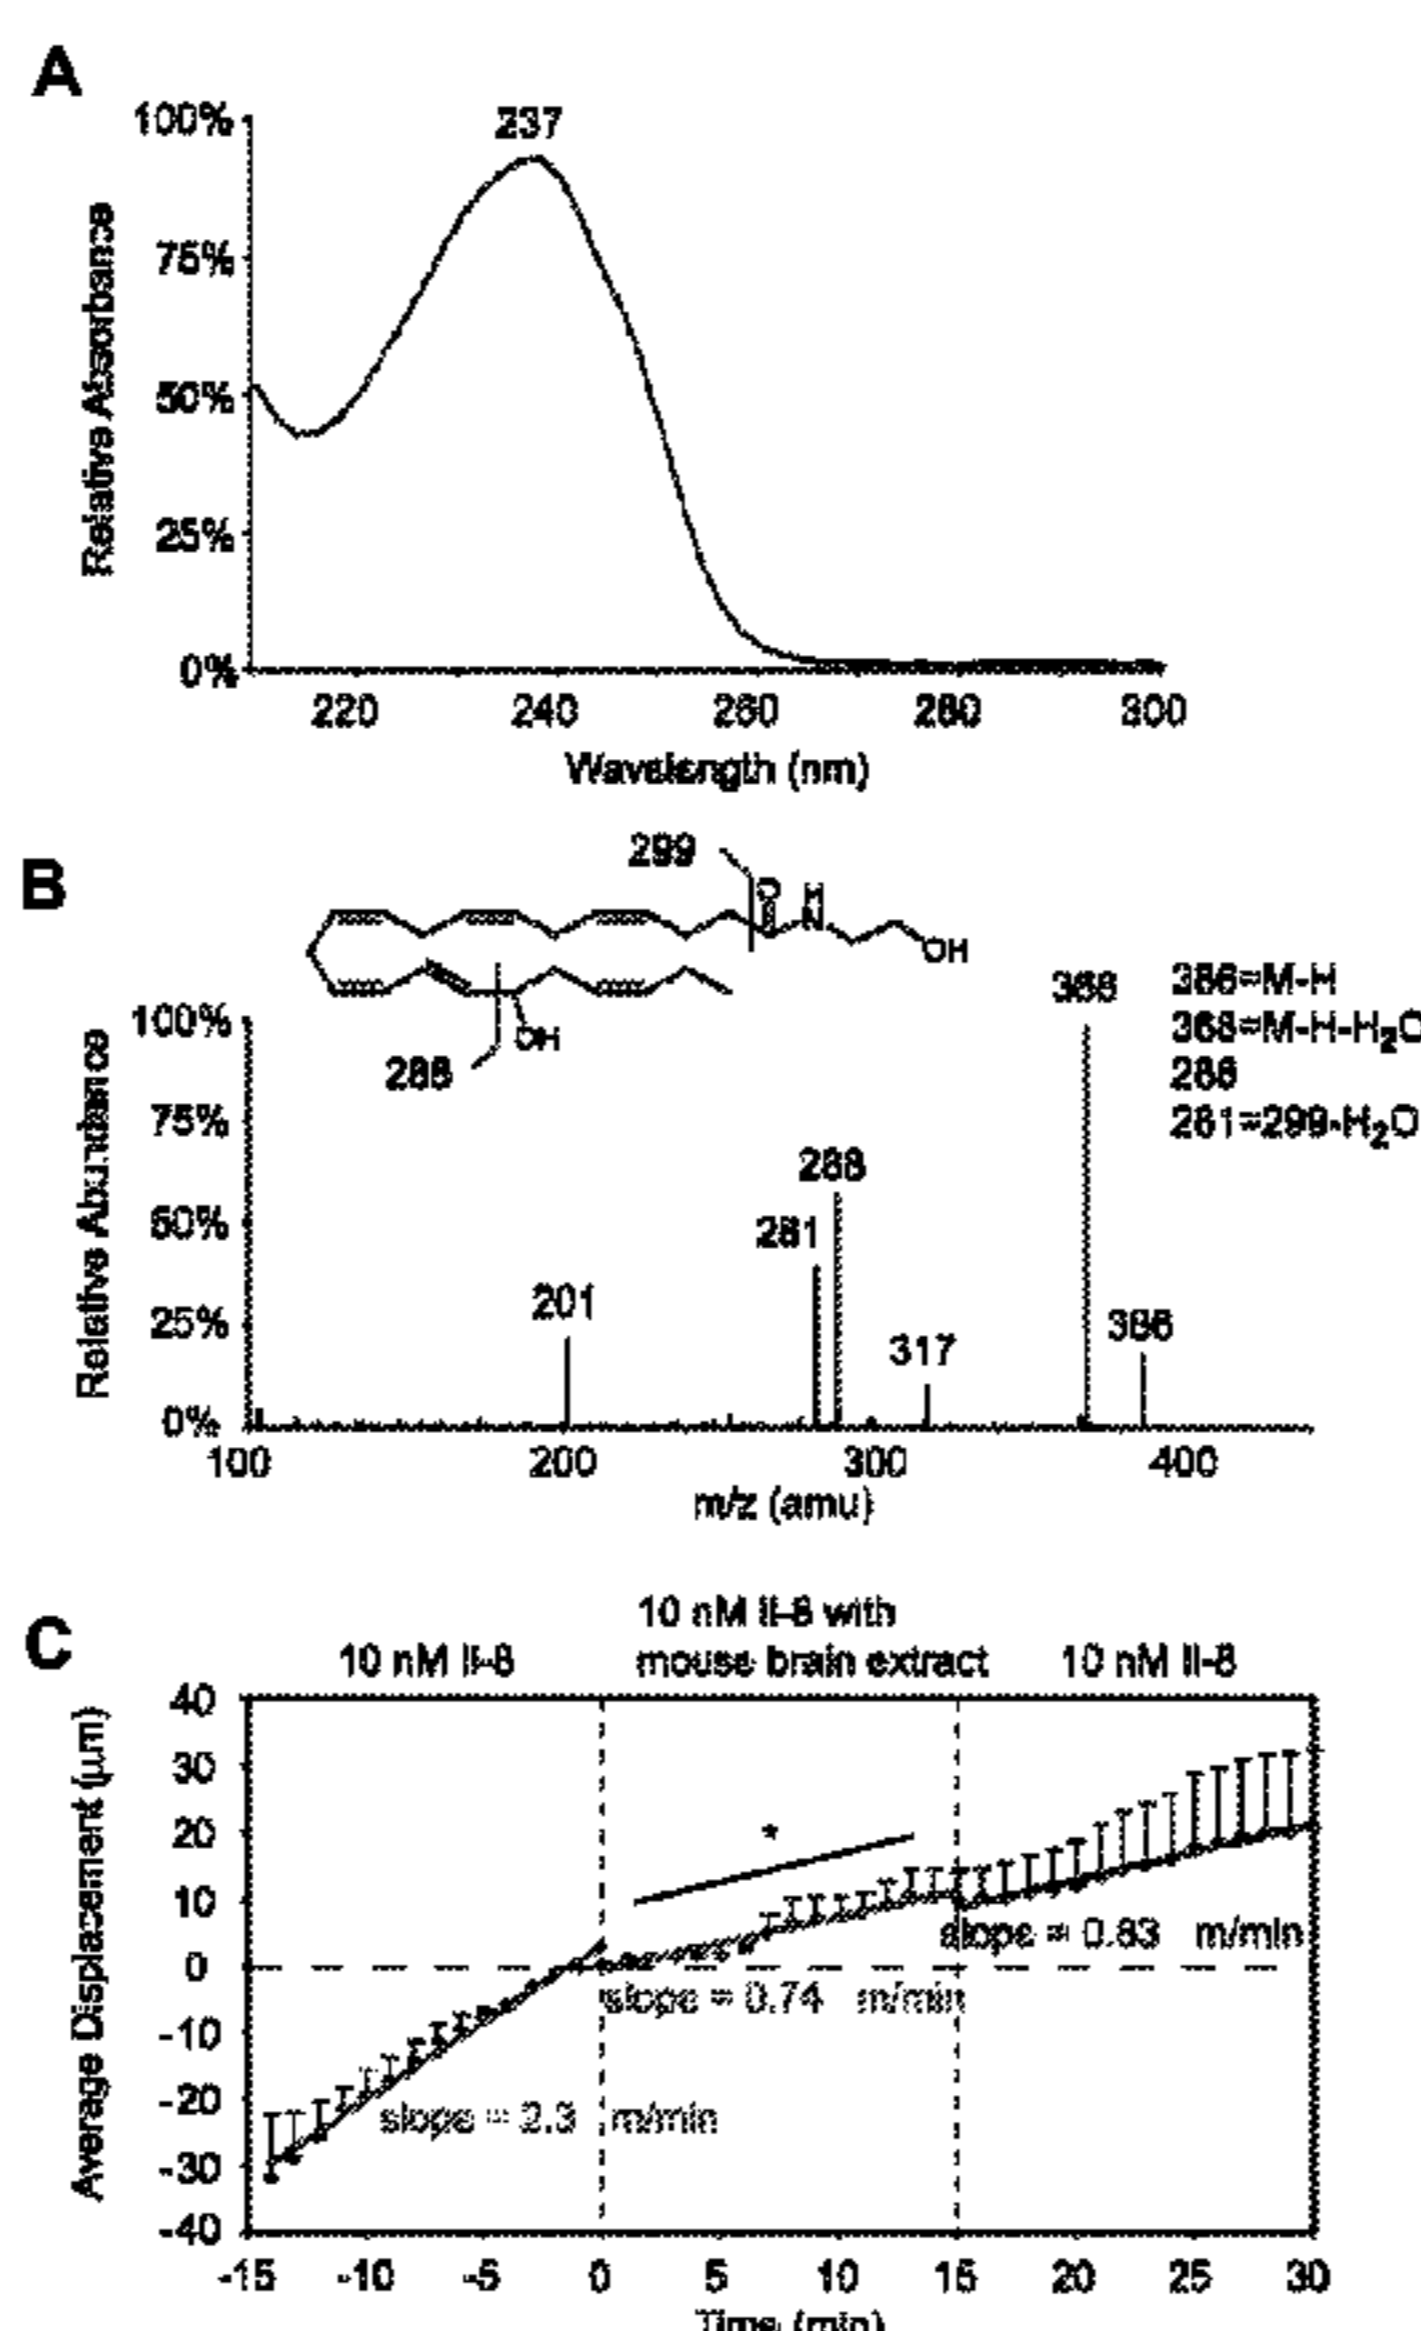 A
100%
237
75%
50%
25%
0%
Relative Absorbance
220 240 260 280 300
Wavelength (nm)
B
299
O H
N
OH
OH
288
386=M-H
368=M-H-H2O
288
281=299-H2O
100%
75%
50%
25%
0%
Relative Abundance
368
288
281
201
317
386
100 200 300 400
m/z (amu)
C
10 nM Il-8
10 nM Il-8 with
mouse brain extract
10 nM Il-8
40
30
20
10
0
-10
-20
-30
-40
Average Displacement (μm)
*
slope = 0.83 m/min
slope = 0.74 m/min
slope = 2.3 m/min
-15 -10 -5 0 5 10 15 20 25 30
Time (min)